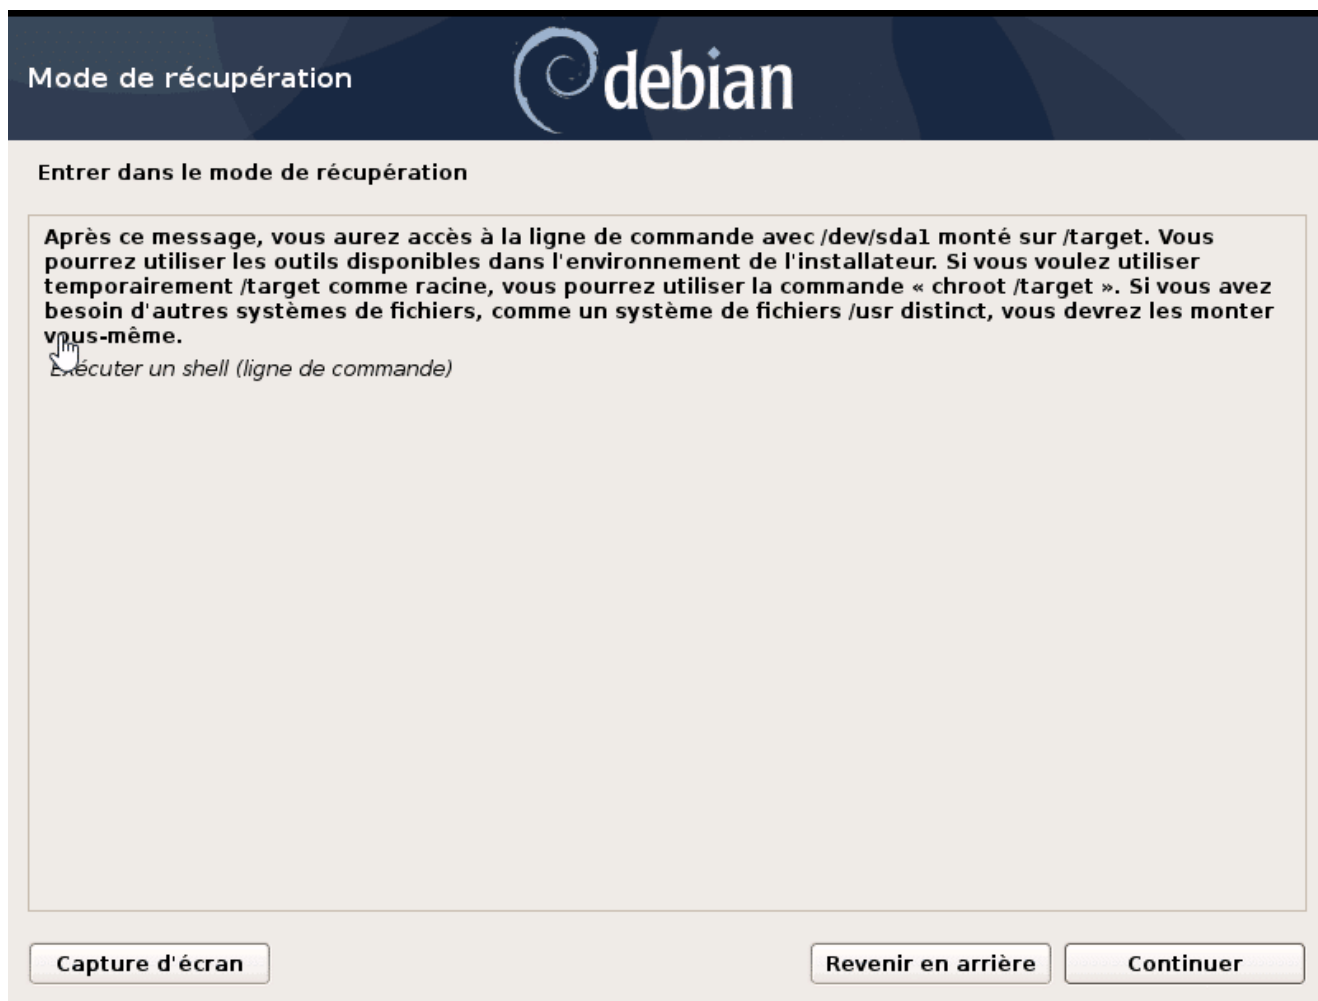 Mode de récupération
debian
Entrer dans le mode de récupération
Après ce message, vous aurez accès à la ligne de commande avec /dev/sda1 monté sur /target. Vous
pourrez utiliser les outils disponibles dans l'environnement de l'installateur. Si vous voulez utiliser
temporairement /target comme racine, vous pourrez utiliser la commande « chroot /target ». Si vous avez
besoin d'autres systèmes de fichiers, comme un système de fichiers /usr distinct, vous devrez les monter
vous-même.
Exécuter un shell (ligne de commande)
Capture d'écran
Revenir en arrière
Continuer